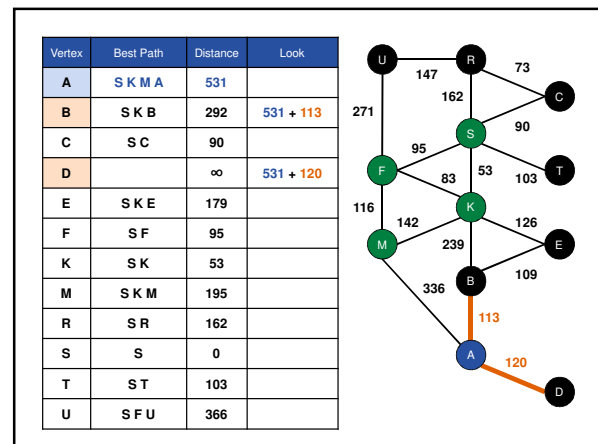 Vertex Best Path Distance Look
A S K M A 531
B S K B 292 531 + 113
C S C 90
D ∞ 531 + 120
E S K E 179
F S F 95
K S K 53
M S K M 195
R S R 162
S S 0
T S T 103
U S F U 366
U R
147 73
C
271 162
90
S
95
F 53 T
83 103
K
116 142 126
M E
239
109
B
336
113
A
120
D